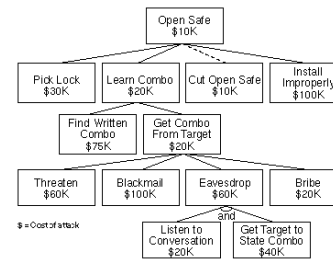 Open Safe
$10K
Pick Lock
$30K
Learn Combo
$20K
Cut Open Safe
$10K
Install
Improperly
$100K
Find Written
Combo
$75K
Get Combo
From Target
$20K
Threaten
$60K
Blackmail
$100K
Eavesdrop
$60K
Bribe
$20K
and
$ = Cost of attack
Listen to
Conversation
$20K
Get Target to
State Combo
$40K